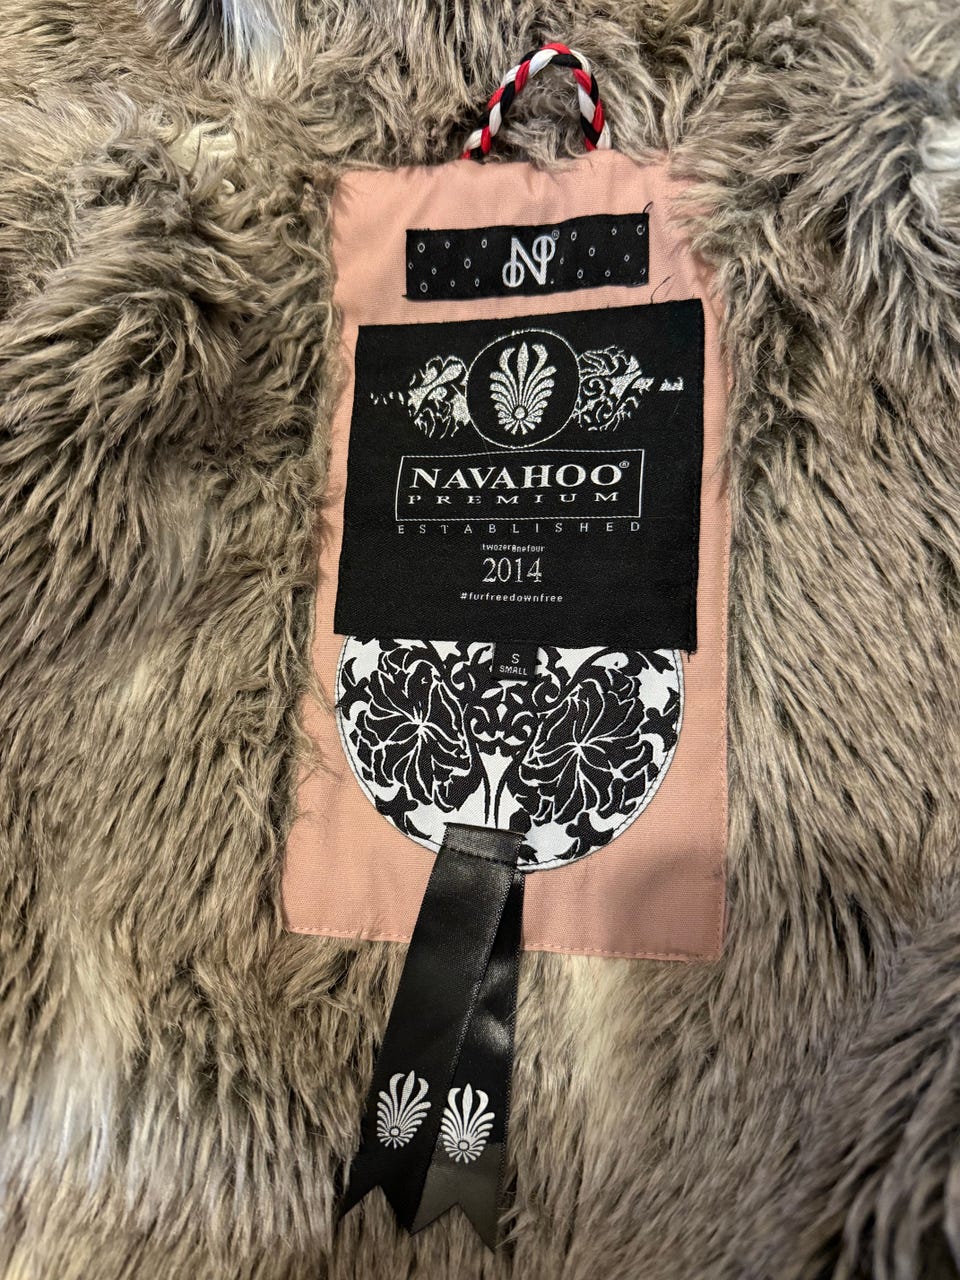 N®
NAVAHOO®
PREMIUM
ESTABLISHED
twozeroonefour
2014
#furfreedownfree
S
SMALL